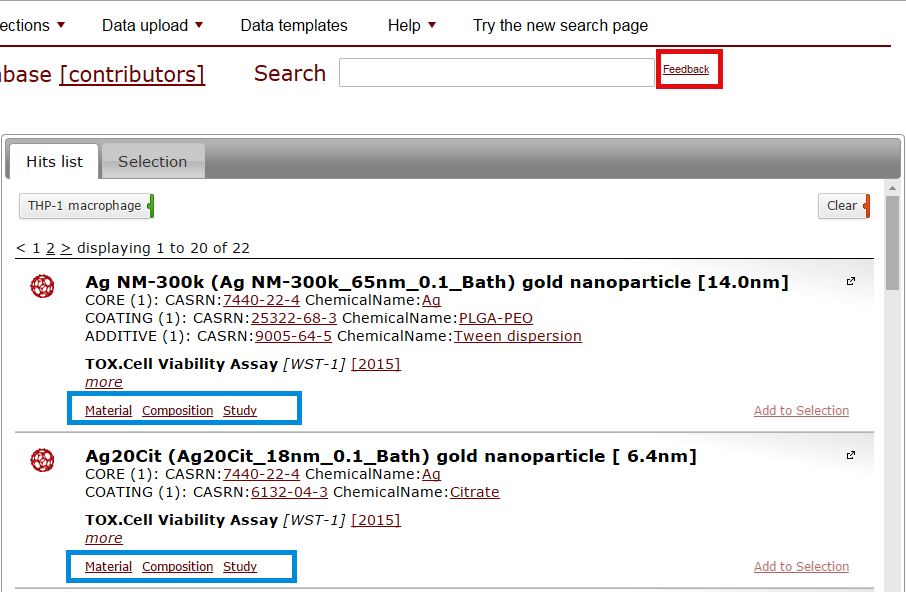 ections Data upload Data templates Help Try the new search page
abase [contributors] Search Feedback
Hits list Selection
THP-1 macrophage Clear
< 1 2 > displaying 1 to 20 of 22
Ag NM-300k (Ag NM-300k_65nm_0.1_Bath) gold nanoparticle [14.0nm]
CORE (1): CASRN:7440-22-4 ChemicalName:Ag
COATING (1): CASRN:25322-68-3 ChemicalName:PLGA-PEO
ADDITIVE (1): CASRN:9005-64-5 ChemicalName:Tween dispersion
TOX.Cell Viability Assay [WST-1] [2015]
more
Material Composition Study Add to Selection
Ag20Cit (Ag20Cit_18nm_0.1_Bath) gold nanoparticle [ 6.4nm]
CORE (1): CASRN:7440-22-4 ChemicalName:Ag
COATING (1): CASRN:6132-04-3 ChemicalName:Citrate
TOX.Cell Viability Assay [WST-1] [2015]
more
Material Composition Study Add to Selection